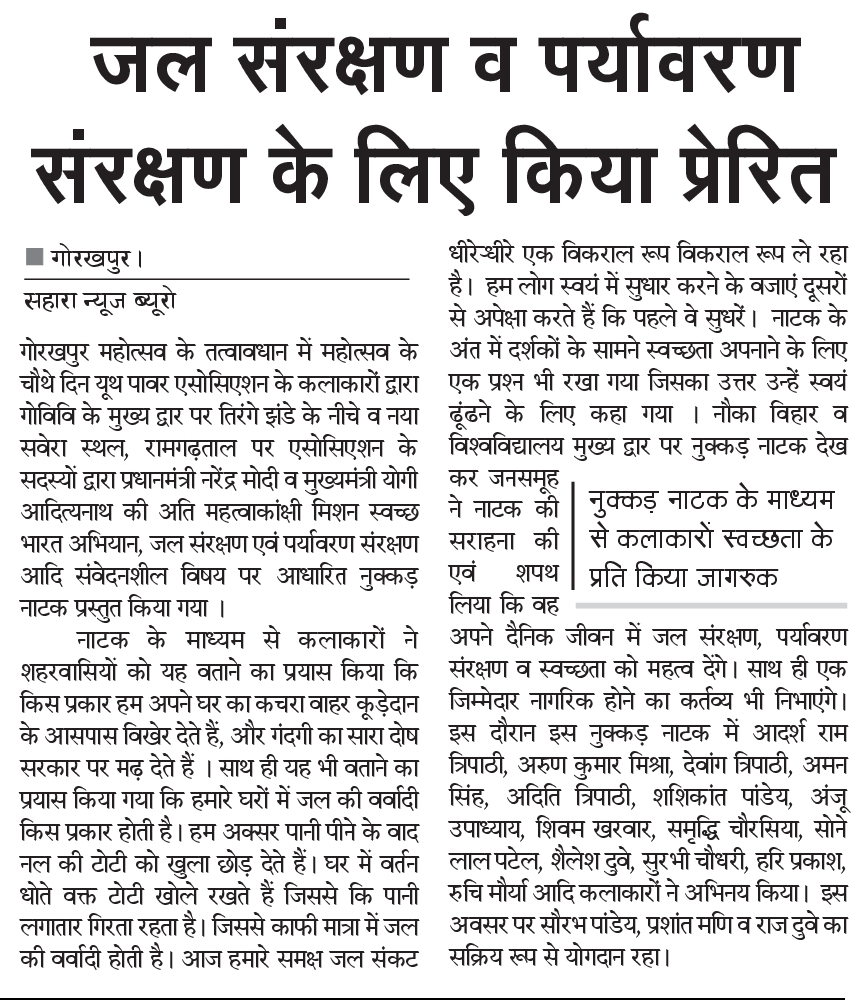 जल संरक्षण व पर्यावरण
संरक्षण के लिए किया प्रेरित
गोरखपुर।
सहारा न्यूज ब्यूरो
गोरखपुर महोत्सव के तत्वावधान में महोत्सव के
चौथे दिन यूथ पावर एसोसिएशन के कलाकारों द्वारा
गोविवि के मुख्य द्वार पर तिरंगे झंडे के नीचे व नया
सवेरा स्थल, रामगढ़ताल पर एसोसिएशन के
सदस्यों द्वारा प्रधानमंत्री नरेंद्र मोदी व मुख्यमंत्री योगी
आदित्यनाथ की अति महत्वाकांक्षी मिशन स्वच्छ
भारत अभियान, जल संरक्षण एवं पर्यावरण संरक्षण
आदि संवेदनशील विषय पर आधारित नुक्कड़
नाटक प्रस्तुत किया गया ।
नाटक के माध्यम से कलाकारों ने
शहरवासियों को यह वताने का प्रयास किया कि
किस प्रकार हम अपने घर का कचरा वाहर कूड़ेदान
के आसपास विखेर देते हैं, और गंदगी का सारा दोष
सरकार पर मढ़ देते हैं । साथ ही यह भी वताने का
प्रयास किया गया कि हमारे घरों में जल की वर्वादी
किस प्रकार होती है। हम अक्सर पानी पीने के वाद
नल की टोटी को खुला छोड़ देते हैं। घर में वर्तन
धोते वक्त टोटी खोले रखते हैं जिससे कि पानी
लगातार गिरता रहता है। जिससे काफी मात्रा में जल
की वर्वादी होती है। आज हमारे समक्ष जल संकट
धीरे-धीरे एक विकराल रूप विकराल रूप ले रहा
है। हम लोग स्वयं में सुधार करने के वजाएं दूसरों
से अपेक्षा करते हैं कि पहले वे सुधरें। नाटक के
अंत में दर्शकों के सामने स्वच्छता अपनाने के लिए
एक प्रश्न भी रखा गया जिसका उत्तर उन्हें स्वयं
ढूंढने के लिए कहा गया । नौका विहार व
विश्वविद्यालय मुख्य द्वार पर नुक्कड़ नाटक देख
कर जनसमूह
ने नाटक की
सराहना की
एवं शपथ
लिया कि वह
नुक्कड़ नाटक के माध्यम
से कलाकारों स्वच्छता के
प्रति किया जागरुक
अपने दैनिक जीवन में जल संरक्षण, पर्यावरण
संरक्षण व स्वच्छता को महत्व देंगे। साथ ही एक
जिम्मेदार नागरिक होने का कर्तव्य भी निभाएंगे।
इस दौरान इस नुक्कड़ नाटक में आदर्श राम
त्रिपाठी, अरुण कुमार मिश्रा, देवांग त्रिपाठी, अमन
सिंह, अदिति त्रिपाठी, शशिकांत पांडेय, अंजू
उपाध्याय, शिवम खरवार, समृद्धि चौरसिया, सोने
लाल पटेल, शैलेश दुवे, सुरभी चौधरी, हरि प्रकाश,
रुचि मौर्या आदि कलाकारों ने अभिनय किया। इस
अवसर पर सौरभ पांडेय, प्रशांत मणि व राज दुवे का
सक्रिय रूप से योगदान रहा।